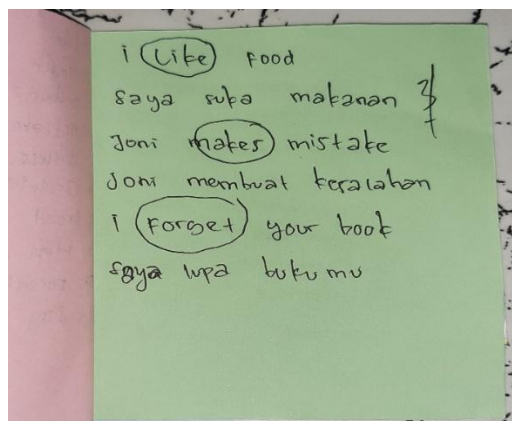 i like food
saya suka makanan
Joni makes mistake
Joni membuat kesalahan
i forget your book
saya lupa bukumu